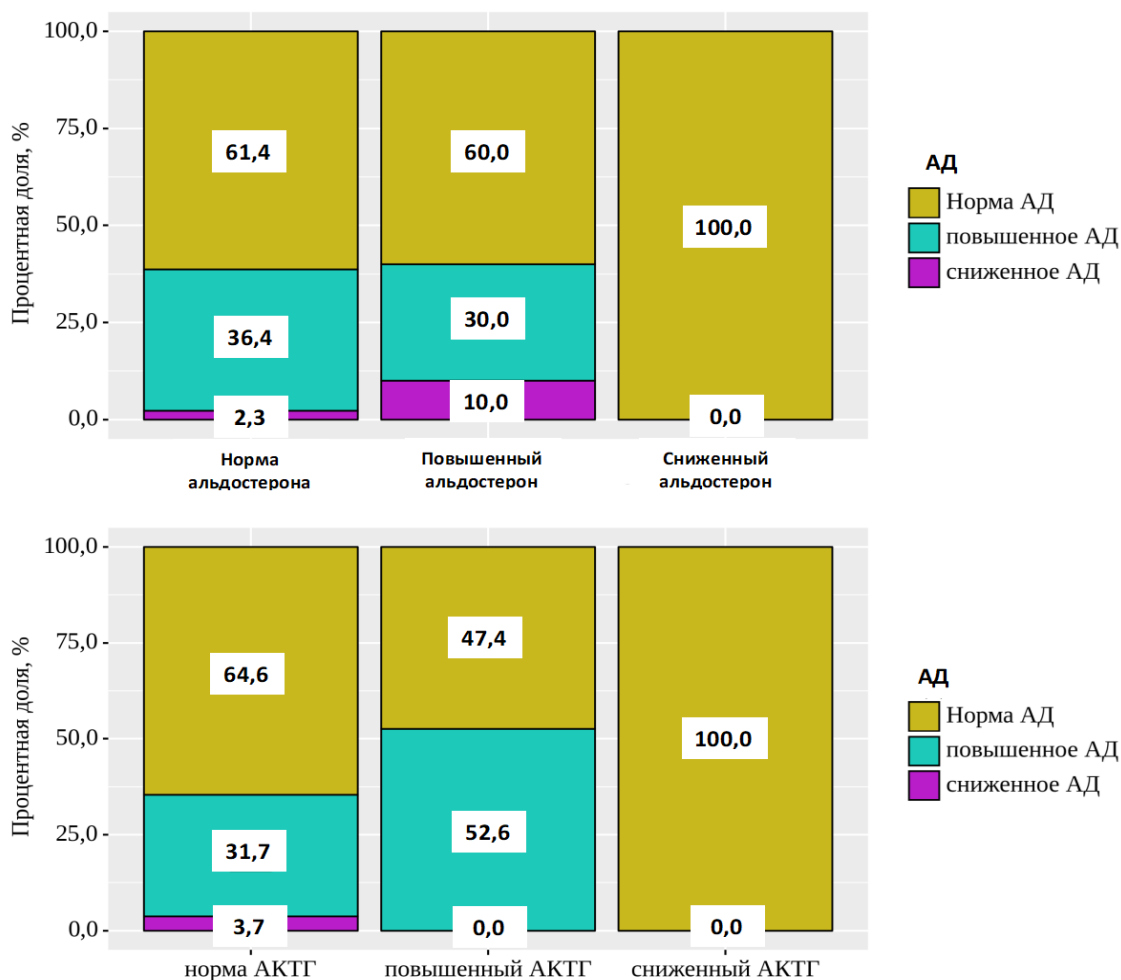 Процентная доля, %
100,0
75,0
50,0
25,0
0,0
61,4
36,4
2,3
60,0
30,0
10,0
100,0
0,0
Норма
альдостерона
Повышенный
альдостерон
Сниженный
альдостерон
АД
Норма АД
повышенное АД
сниженное АД
Процентная доля, %
100,0
75,0
50,0
25,0
0,0
64,6
31,7
3,7
47,4
52,6
0,0
100,0
0,0
норма АКТГ
повышенный АКТГ
сниженный АКТГ
АД
Норма АД
повышенное АД
сниженное АД